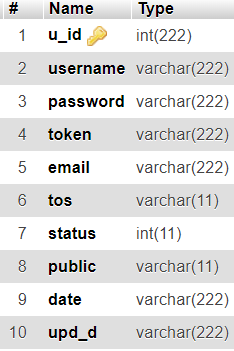 # Name Type
1 u_id int(222)
2 username varchar(222)
3 password varchar(222)
4 token varchar(222)
5 email varchar(222)
6 tos varchar(11)
7 status int(11)
8 public varchar(11)
9 date varchar(222)
10 upd_d varchar(222)